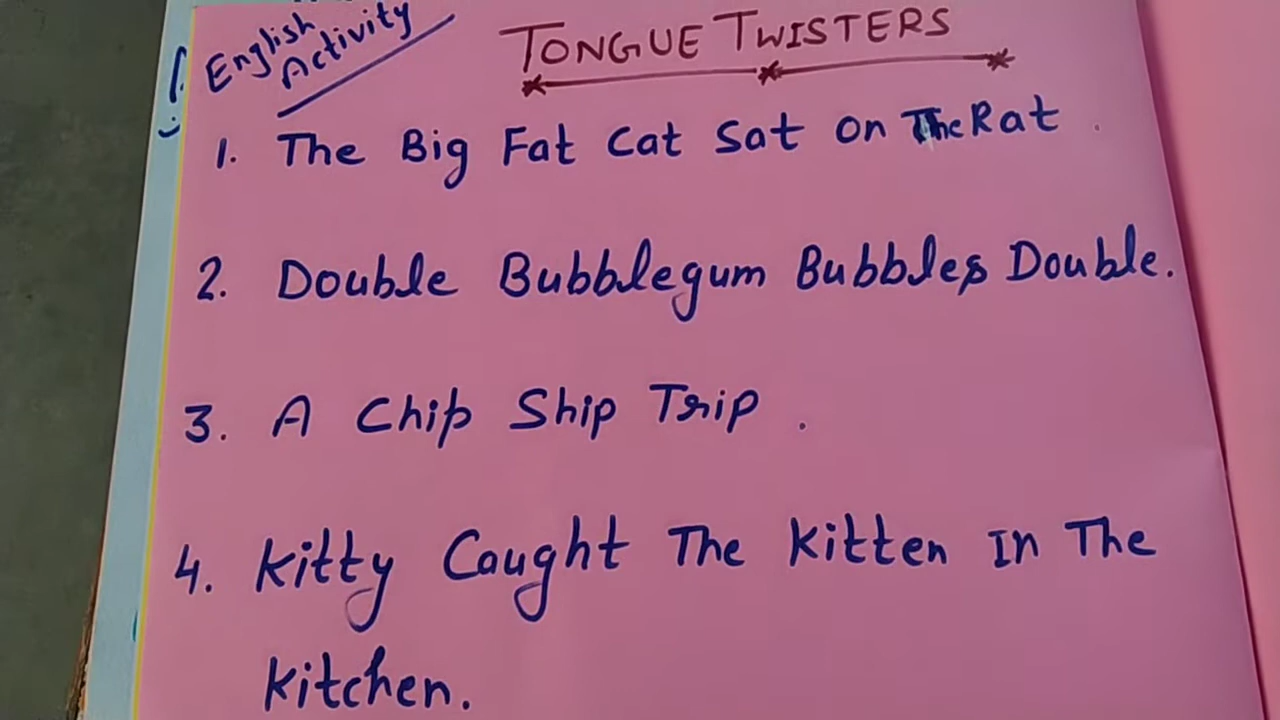 English
Activity
TONGUE TWISTERS
1. The Big Fat Cat Sat On The Rat .
2. Double Bubblegum Bubbles Double.
3. A Chip Ship Trip .
4. Kitty Caught The Kitten In The
Kitchen.